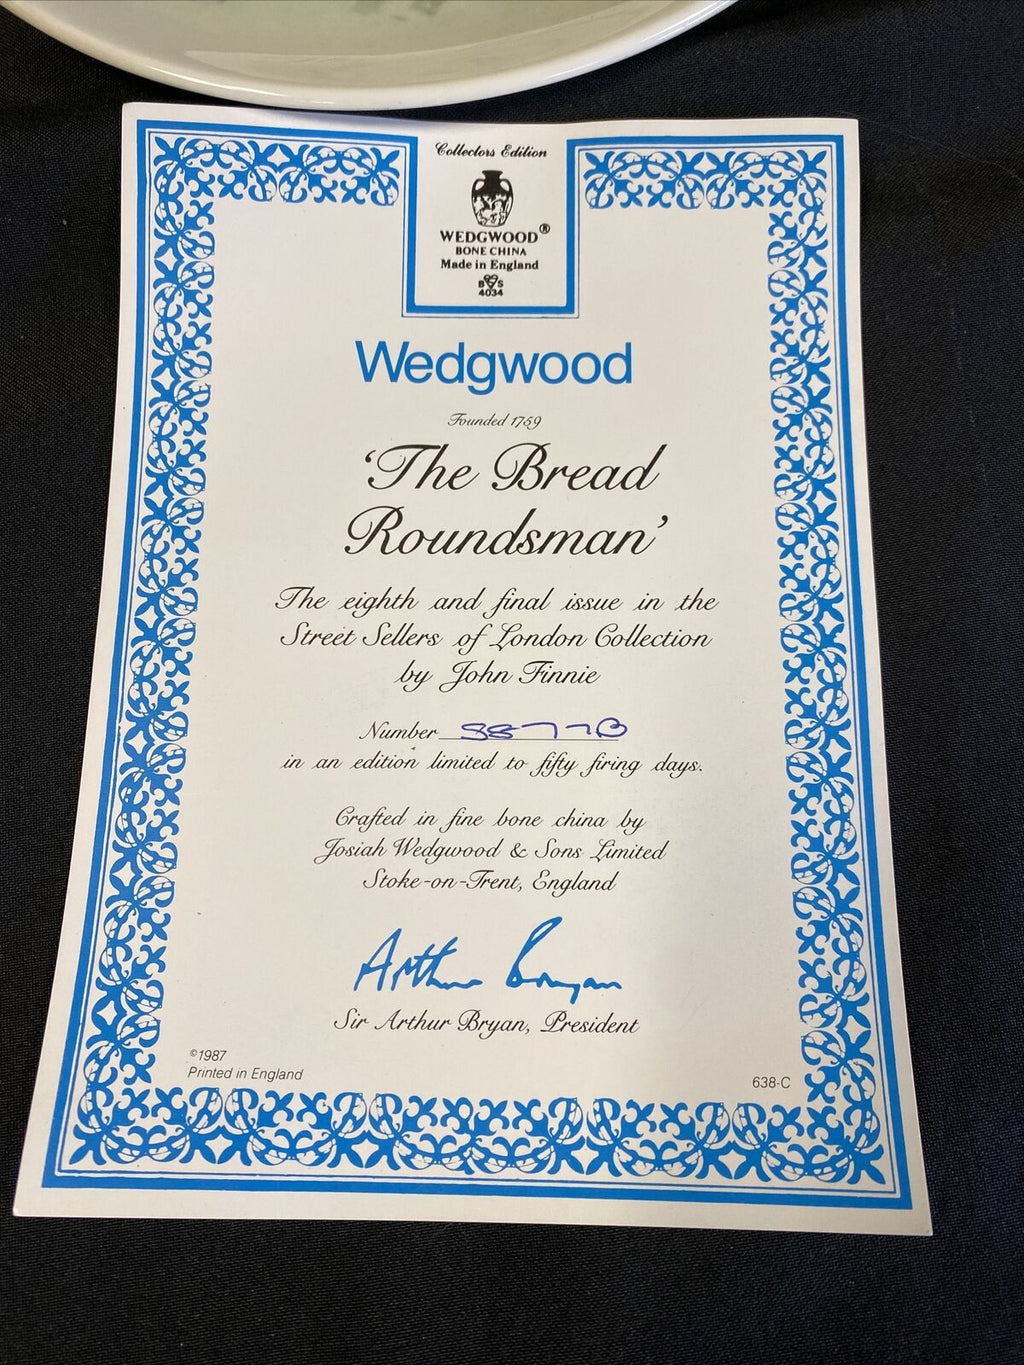 Collectors Edition
WEDGWOOD®
BONE CHINA
Made in England
B S
4034
Wedgwood
Founded 1759
‘The Bread
Roundsman’
The eighth and final issue in the
Street Sellers of London Collection
by John Finnie
Number
in an edition limited to fifty firing days.
Crafted in fine bone china by
Josiah Wedgwood & Sons Limited
Stoke-on-Trent, England
Arthur Bryan
Sir Arthur Bryan, President
©1987
Printed in England
638-C